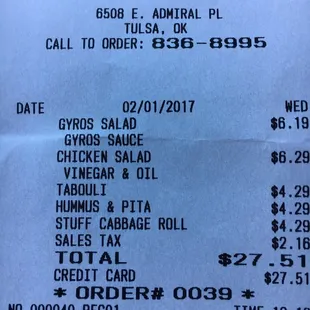 6508 E. ADMIRAL PL
TULSA, OK
CALL TO ORDER: 836-8995
DATE 02/01/2017 WED
GYROS SALAD $6.19
GYROS SAUCE
CHICKEN SALAD $6.29
VINEGAR & OIL
TABOULI $4.29
HUMMUS & PITA $4.29
STUFF CABBAGE ROLL $4.29
SALES TAX $2.16
TOTAL $27.51
CREDIT CARD $27.51
* ORDER# 0039 *